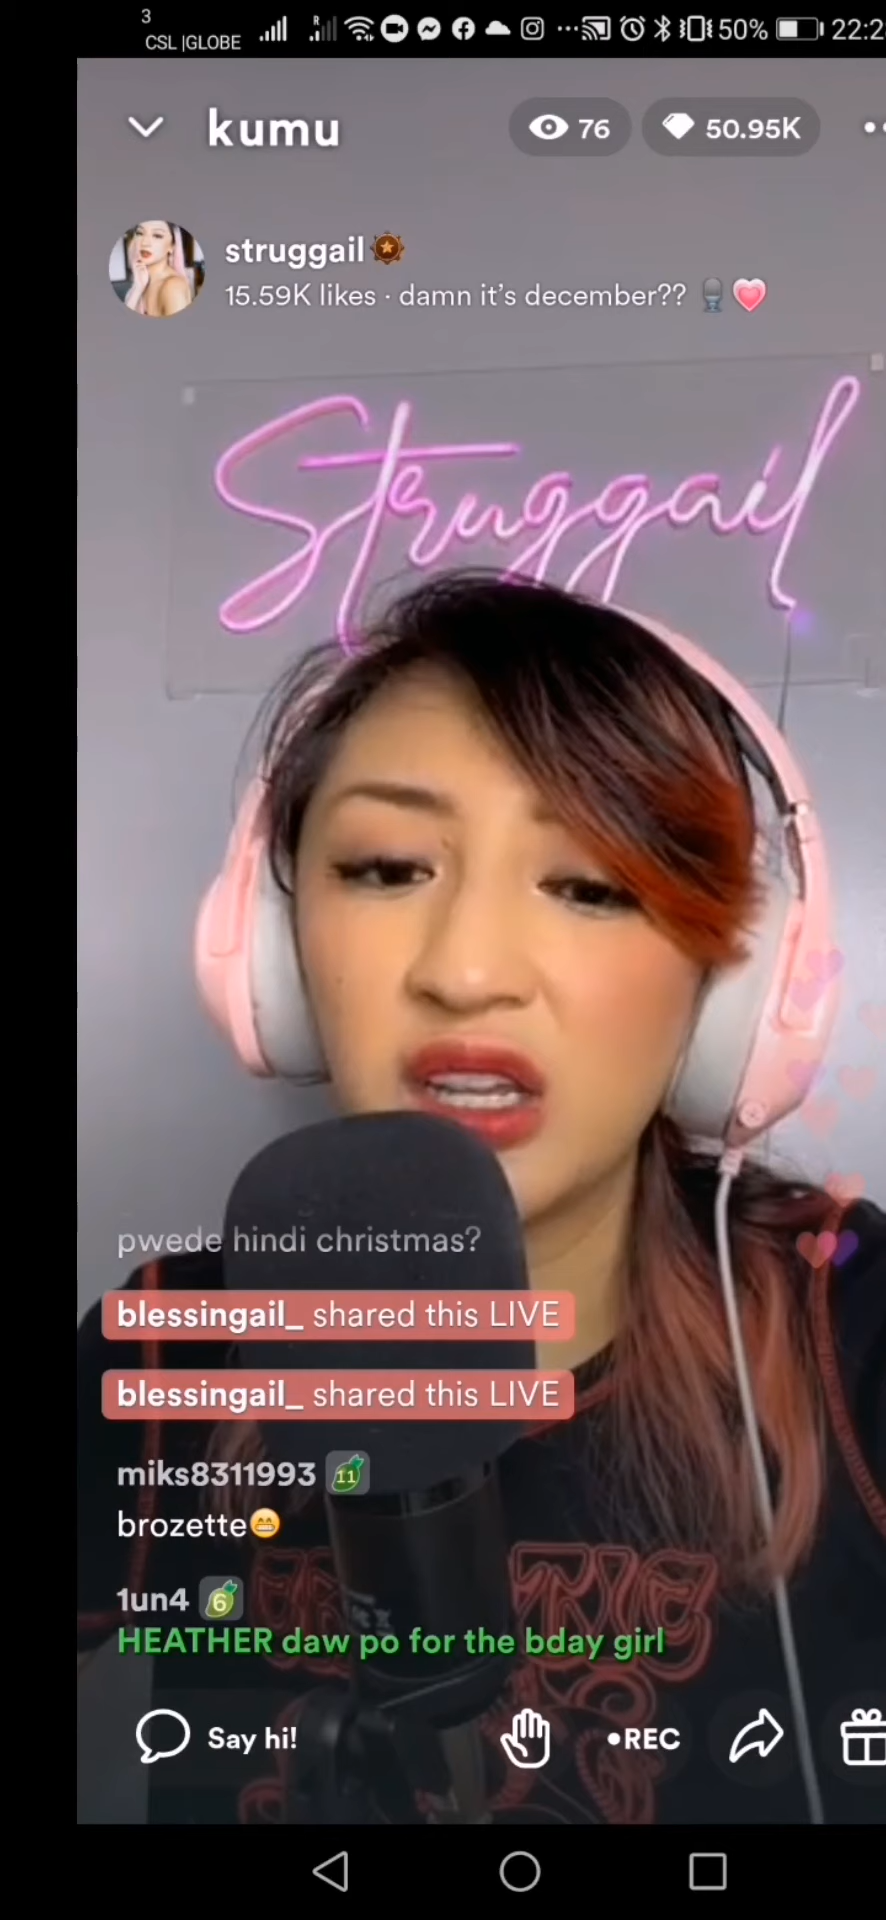 3
CSL |GLOBE
R
50%
22:2
kumu
76
50.95K
struggail
15.59K likes · damn it's december??
Struggail
pwede hindi christmas?
blessingail_ shared this LIVE
blessingail_ shared this LIVE
miks8311993 11
brozette😁
1un4 6
HEATHER daw po for the bday girl
Say hi!
•REC